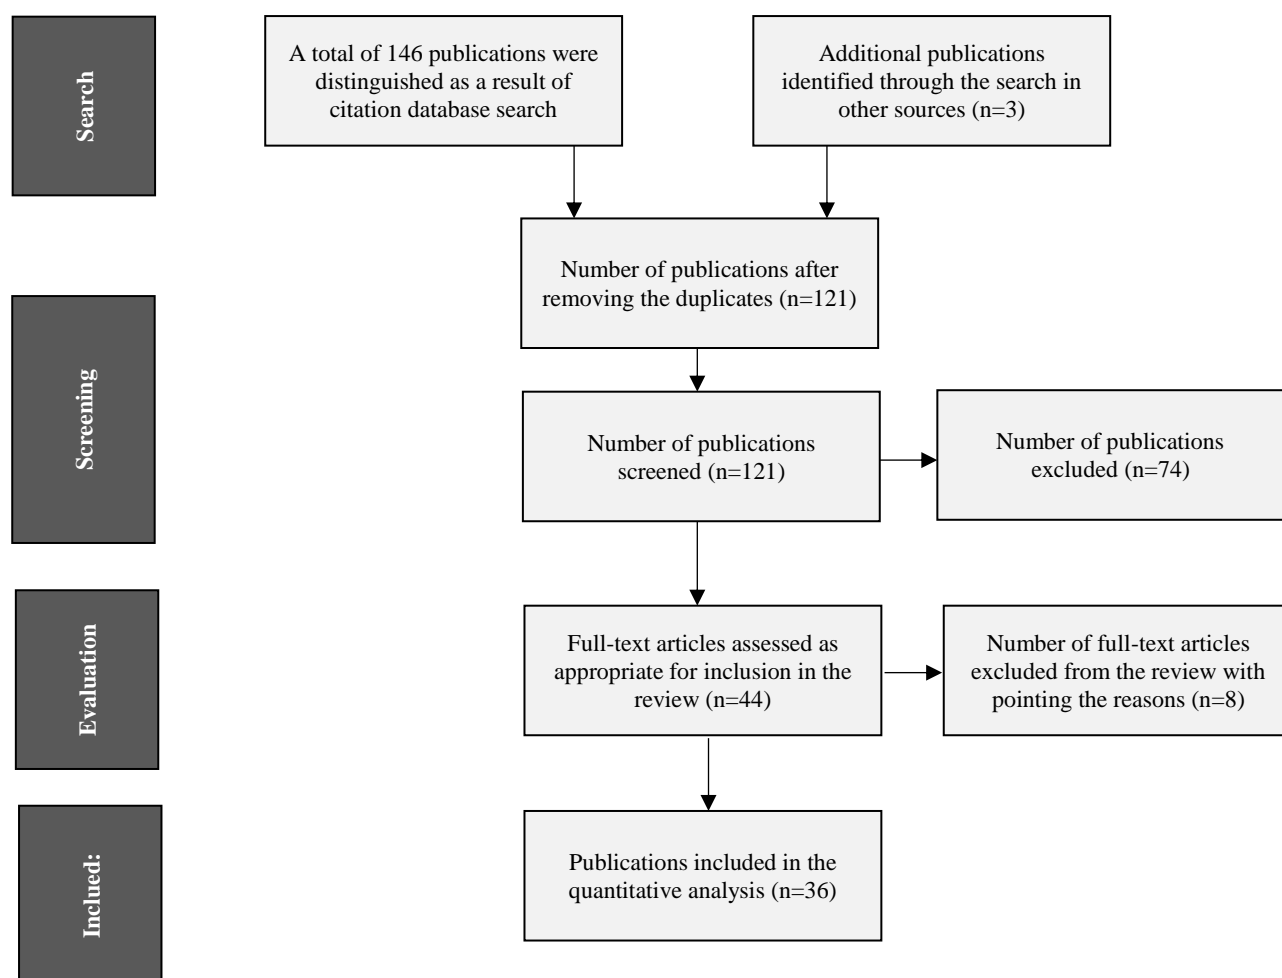 Search
A total of 146 publications were
distinguished as a result of
citation database search
Additional publications
identified through the search in
other sources (n=3)
Number of publications after
removing the duplicates (n=121)
Screening
Number of publications
screened (n=121)
Number of publications
excluded (n=74)
Evaluation
Full-text articles assessed as
appropriate for inclusion in the
review (n=44)
Number of full-text articles
excluded from the review with
pointing the reasons (n=8)
Inclued:
Publications included in the
quantitative analysis (n=36)